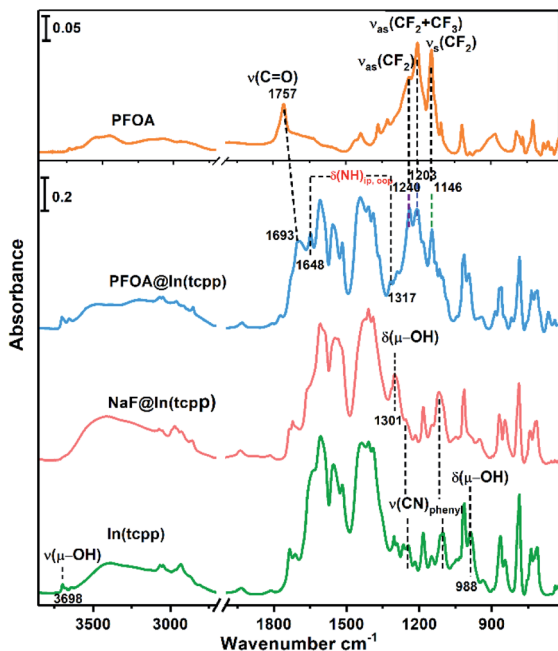 0.05
νas(CF2+CF3)
νs(CF2)
νas(CF2)
ν(C=O)
1757
PFOA
0.2
δ(NH)ip, oop
1203
1240
1146
1693
1648
PFOA@In(tcpp)
1317
δ(μ–OH)
NaF@In(tcpp)
1301
δ(μ–OH)
ν(CN)phenyl
In(tcpp)
ν(μ–OH)
3698
988
3500
3000
1800
1500
1200
900
Wavenumber cm-1
Absorbance